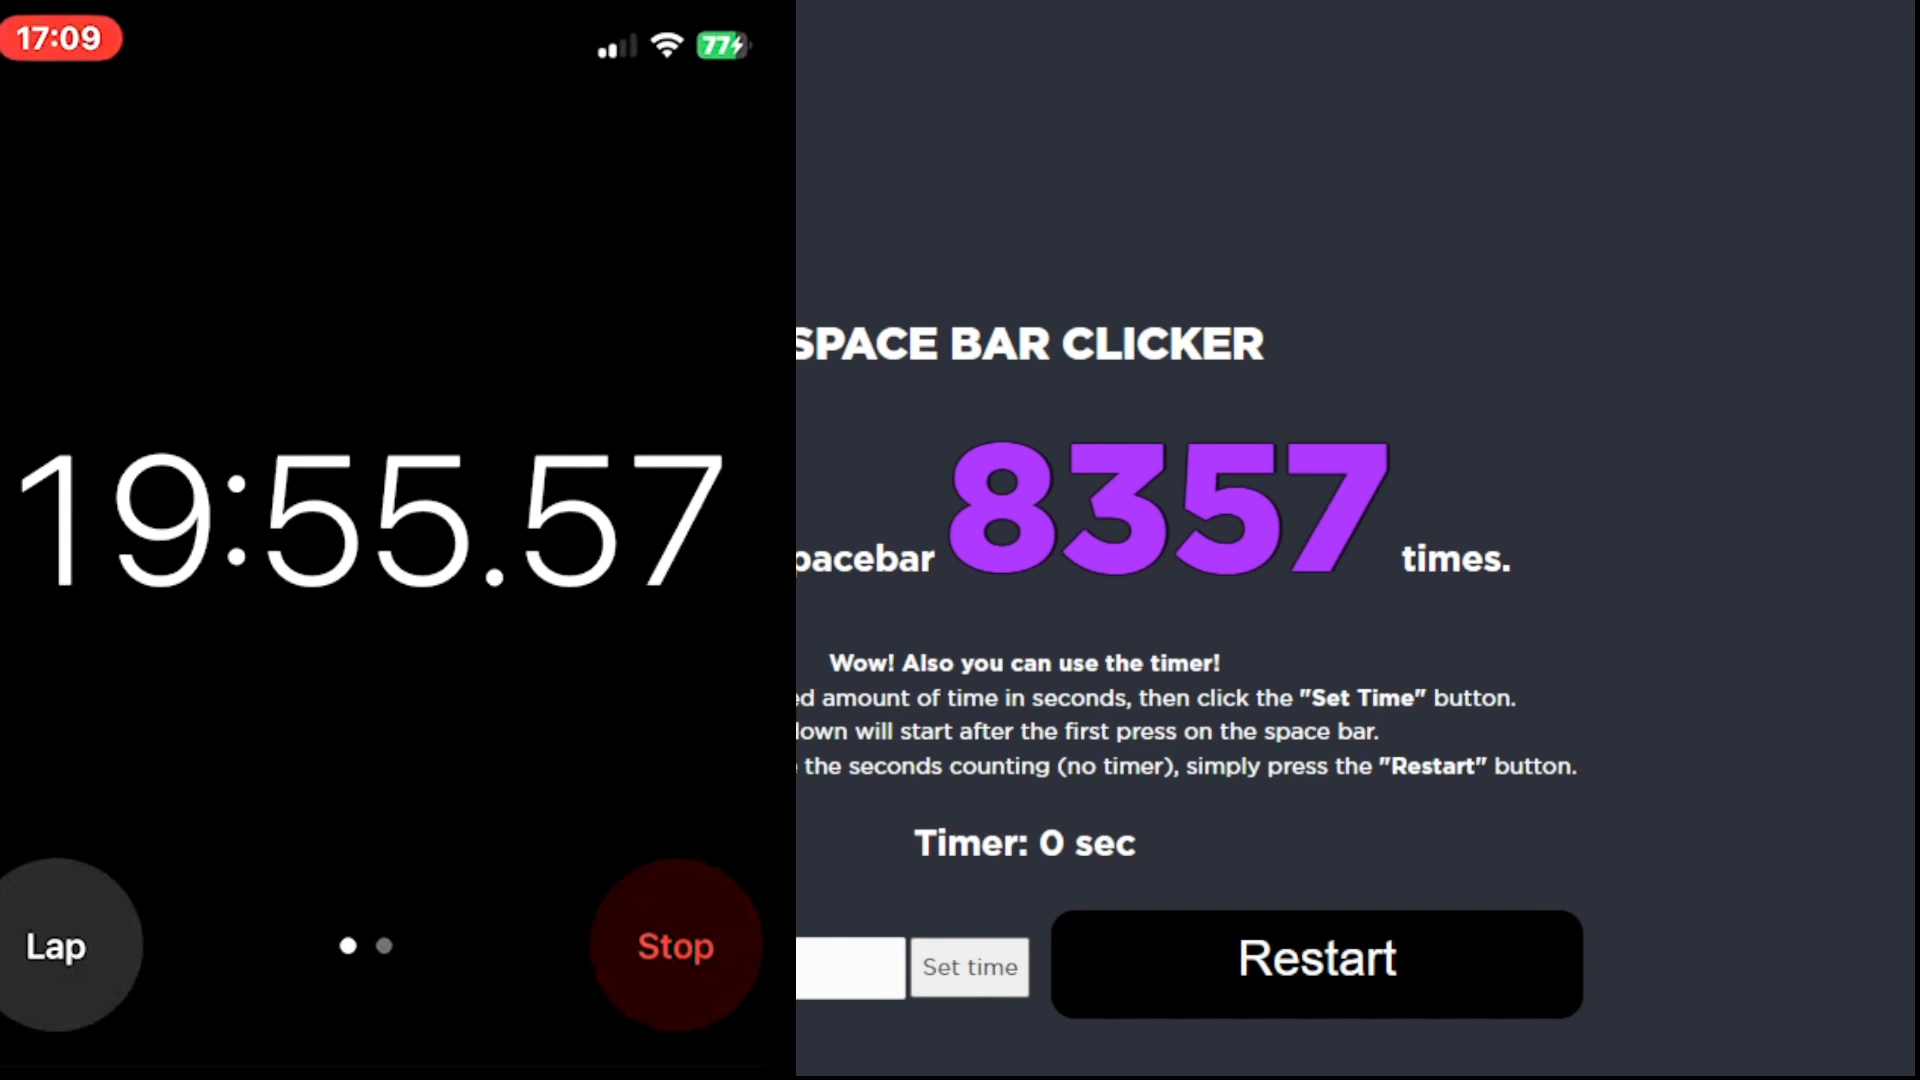 17:09
77
19:55.57
Lap
Stop
SPACE BAR CLICKER
pacebar 8357 times.
Wow! Also you can use the timer!
ed amount of time in seconds, then click the "Set Time" button.
down will start after the first press on the space bar.
the seconds counting (no timer), simply press the "Restart" button.
Timer: 0 sec
Set time
Restart